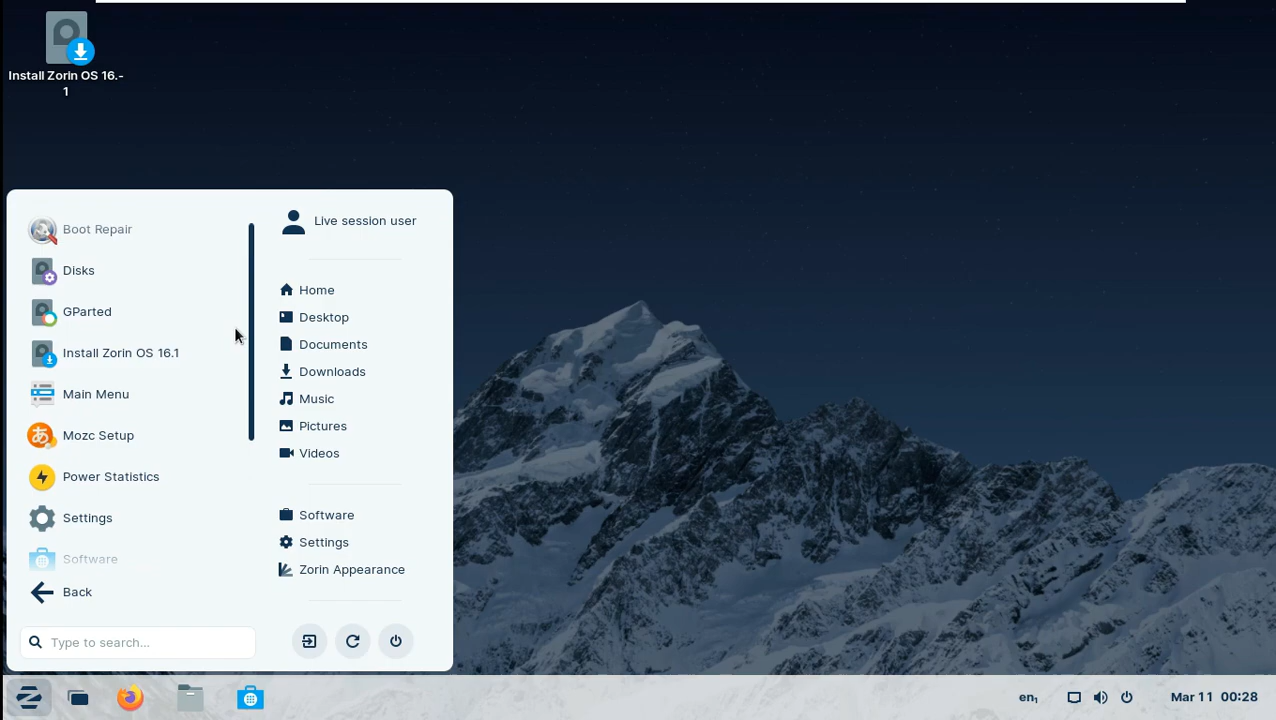 Install Zorin OS 16.-
1
Boot Repair
Disks
GParted
Install Zorin OS 16.1
Main Menu
Mozc Setup
Power Statistics
Settings
Software
Back
Type to search...
Live session user
Home
Desktop
Documents
Downloads
Music
Pictures
Videos
Software
Settings
Zorin Appearance
en₁
Mar 11 00:28